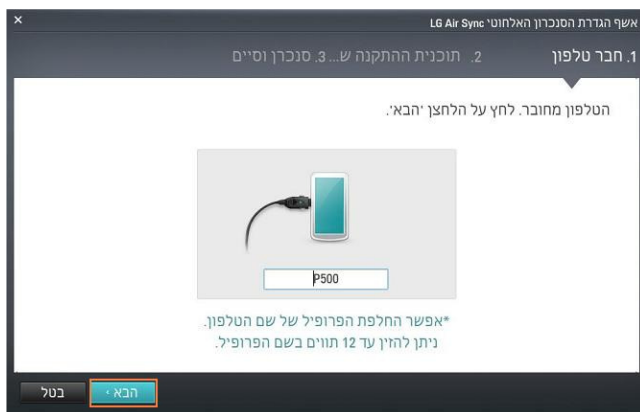 אשף הגדרת הסנכרון האלחוטי LG Air Sync
1. חבר טלפון 2. תוכנית ההתקנה ש... 3. סנכרן וסיים
הטלפון מחובר. לחץ על הלחצן 'הבא'.
P500
*אפשר החלפת הפרופיל של שם הטלפון.
ניתן להזין עד 12 תווים בשם הפרופיל.
הבא > בטל